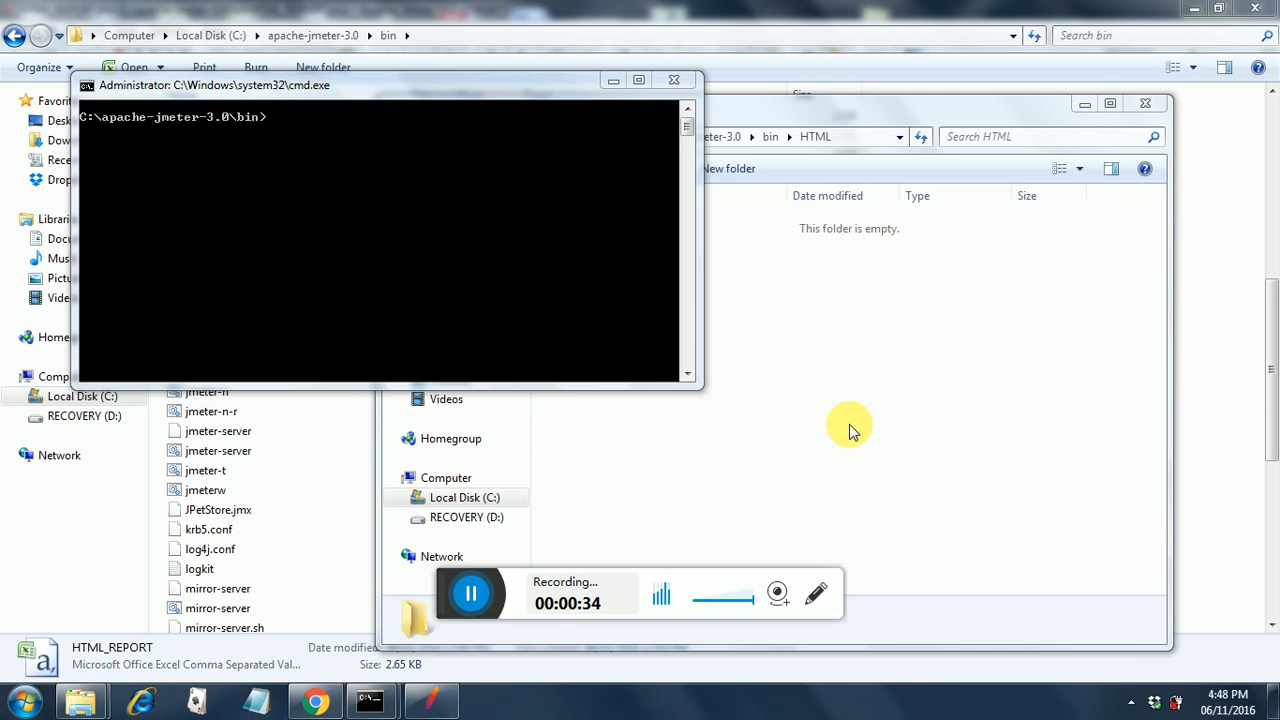 Computer Local Disk (C:) apache-jmeter-3.0 bin
Search bin
Organize Open Print Burn New folder
Size
Administrator: C:\Windows\system32\cmd.exe
C:\apache-jmeter-3.0\bin>
bin HTML
Search HTML
New folder
Date modified Type Size
This folder is empty.
Music
Network
Local Disk (C:)
RECOVERY (D:)
jmeter-n
jmeter-n-r
jmeter-server
jmeter-server
jmeter-t
jmeterw
JPetStore.jmx
krb5.conf
log4j.conf
logkit
mirror-server
mirror-server
mirror-server.sh
Videos
Homegroup
Computer
Local Disk (C:)
RECOVERY (D:)
Network
Recording...
00:00:34
HTML_REPORT
Microsoft Office Excel Comma Separated Val...
Size: 2.65 KB
4:48 PM
06/11/2016